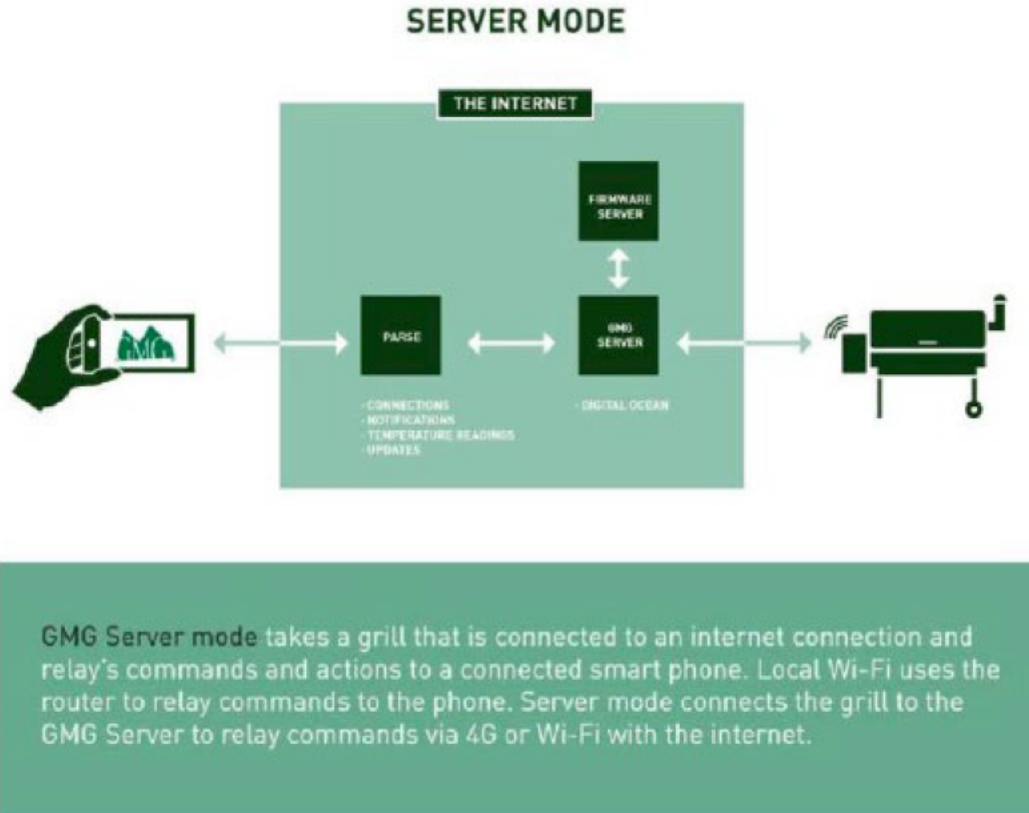 SERVER MODE
THE INTERNET
FIRMWARE
SERVER
PARSE
GMG
SERVER
GMG
- CONNECTIONS
- NOTIFICATIONS
- TEMPERATURE READINGS
- UPDATES
- DIGITAL OCEAN
GMG Server mode takes a grill that is connected to an internet connection and
relay's commands and actions to a connected smart phone. Local Wi-Fi uses the
router to relay commands to the phone. Server mode connects the grill to the
GMG Server to relay commands via 4G or Wi-Fi with the internet.